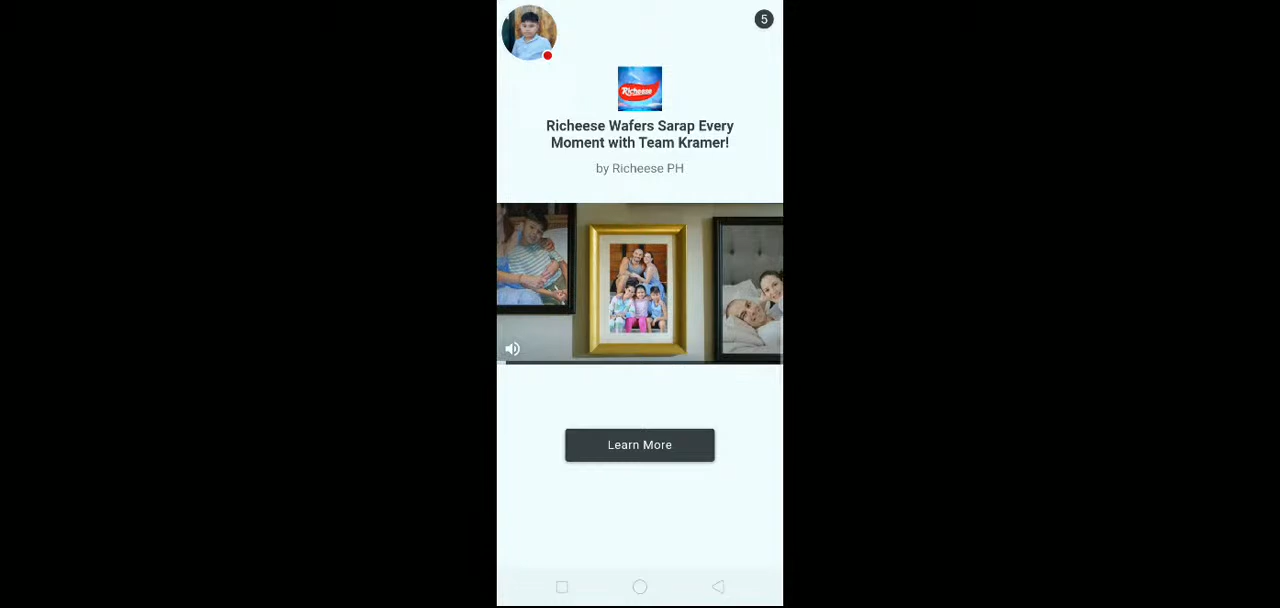 5
Richeese
Richeese Wafers Sarap Every
Moment with Team Kramer!
by Richeese PH
Learn More